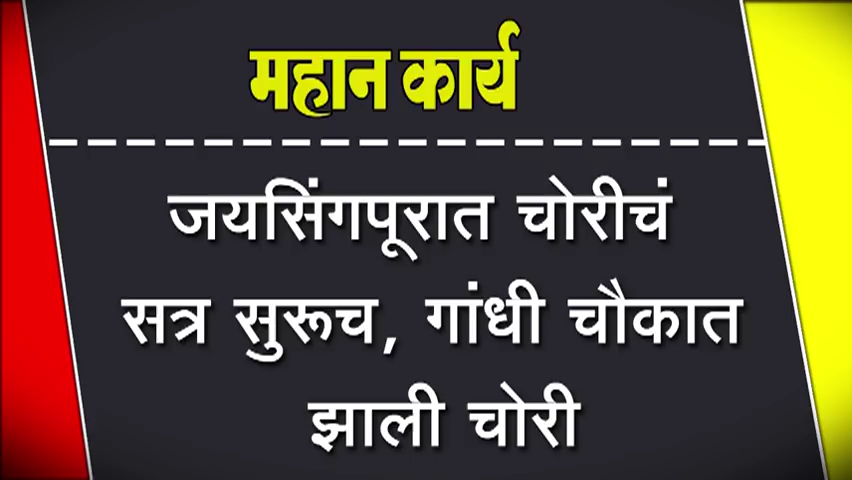 महान कार्य
जयसिंगपूरात चोरीचं
सत्र सुरूच, गांधी चौकात
झाली चोरी